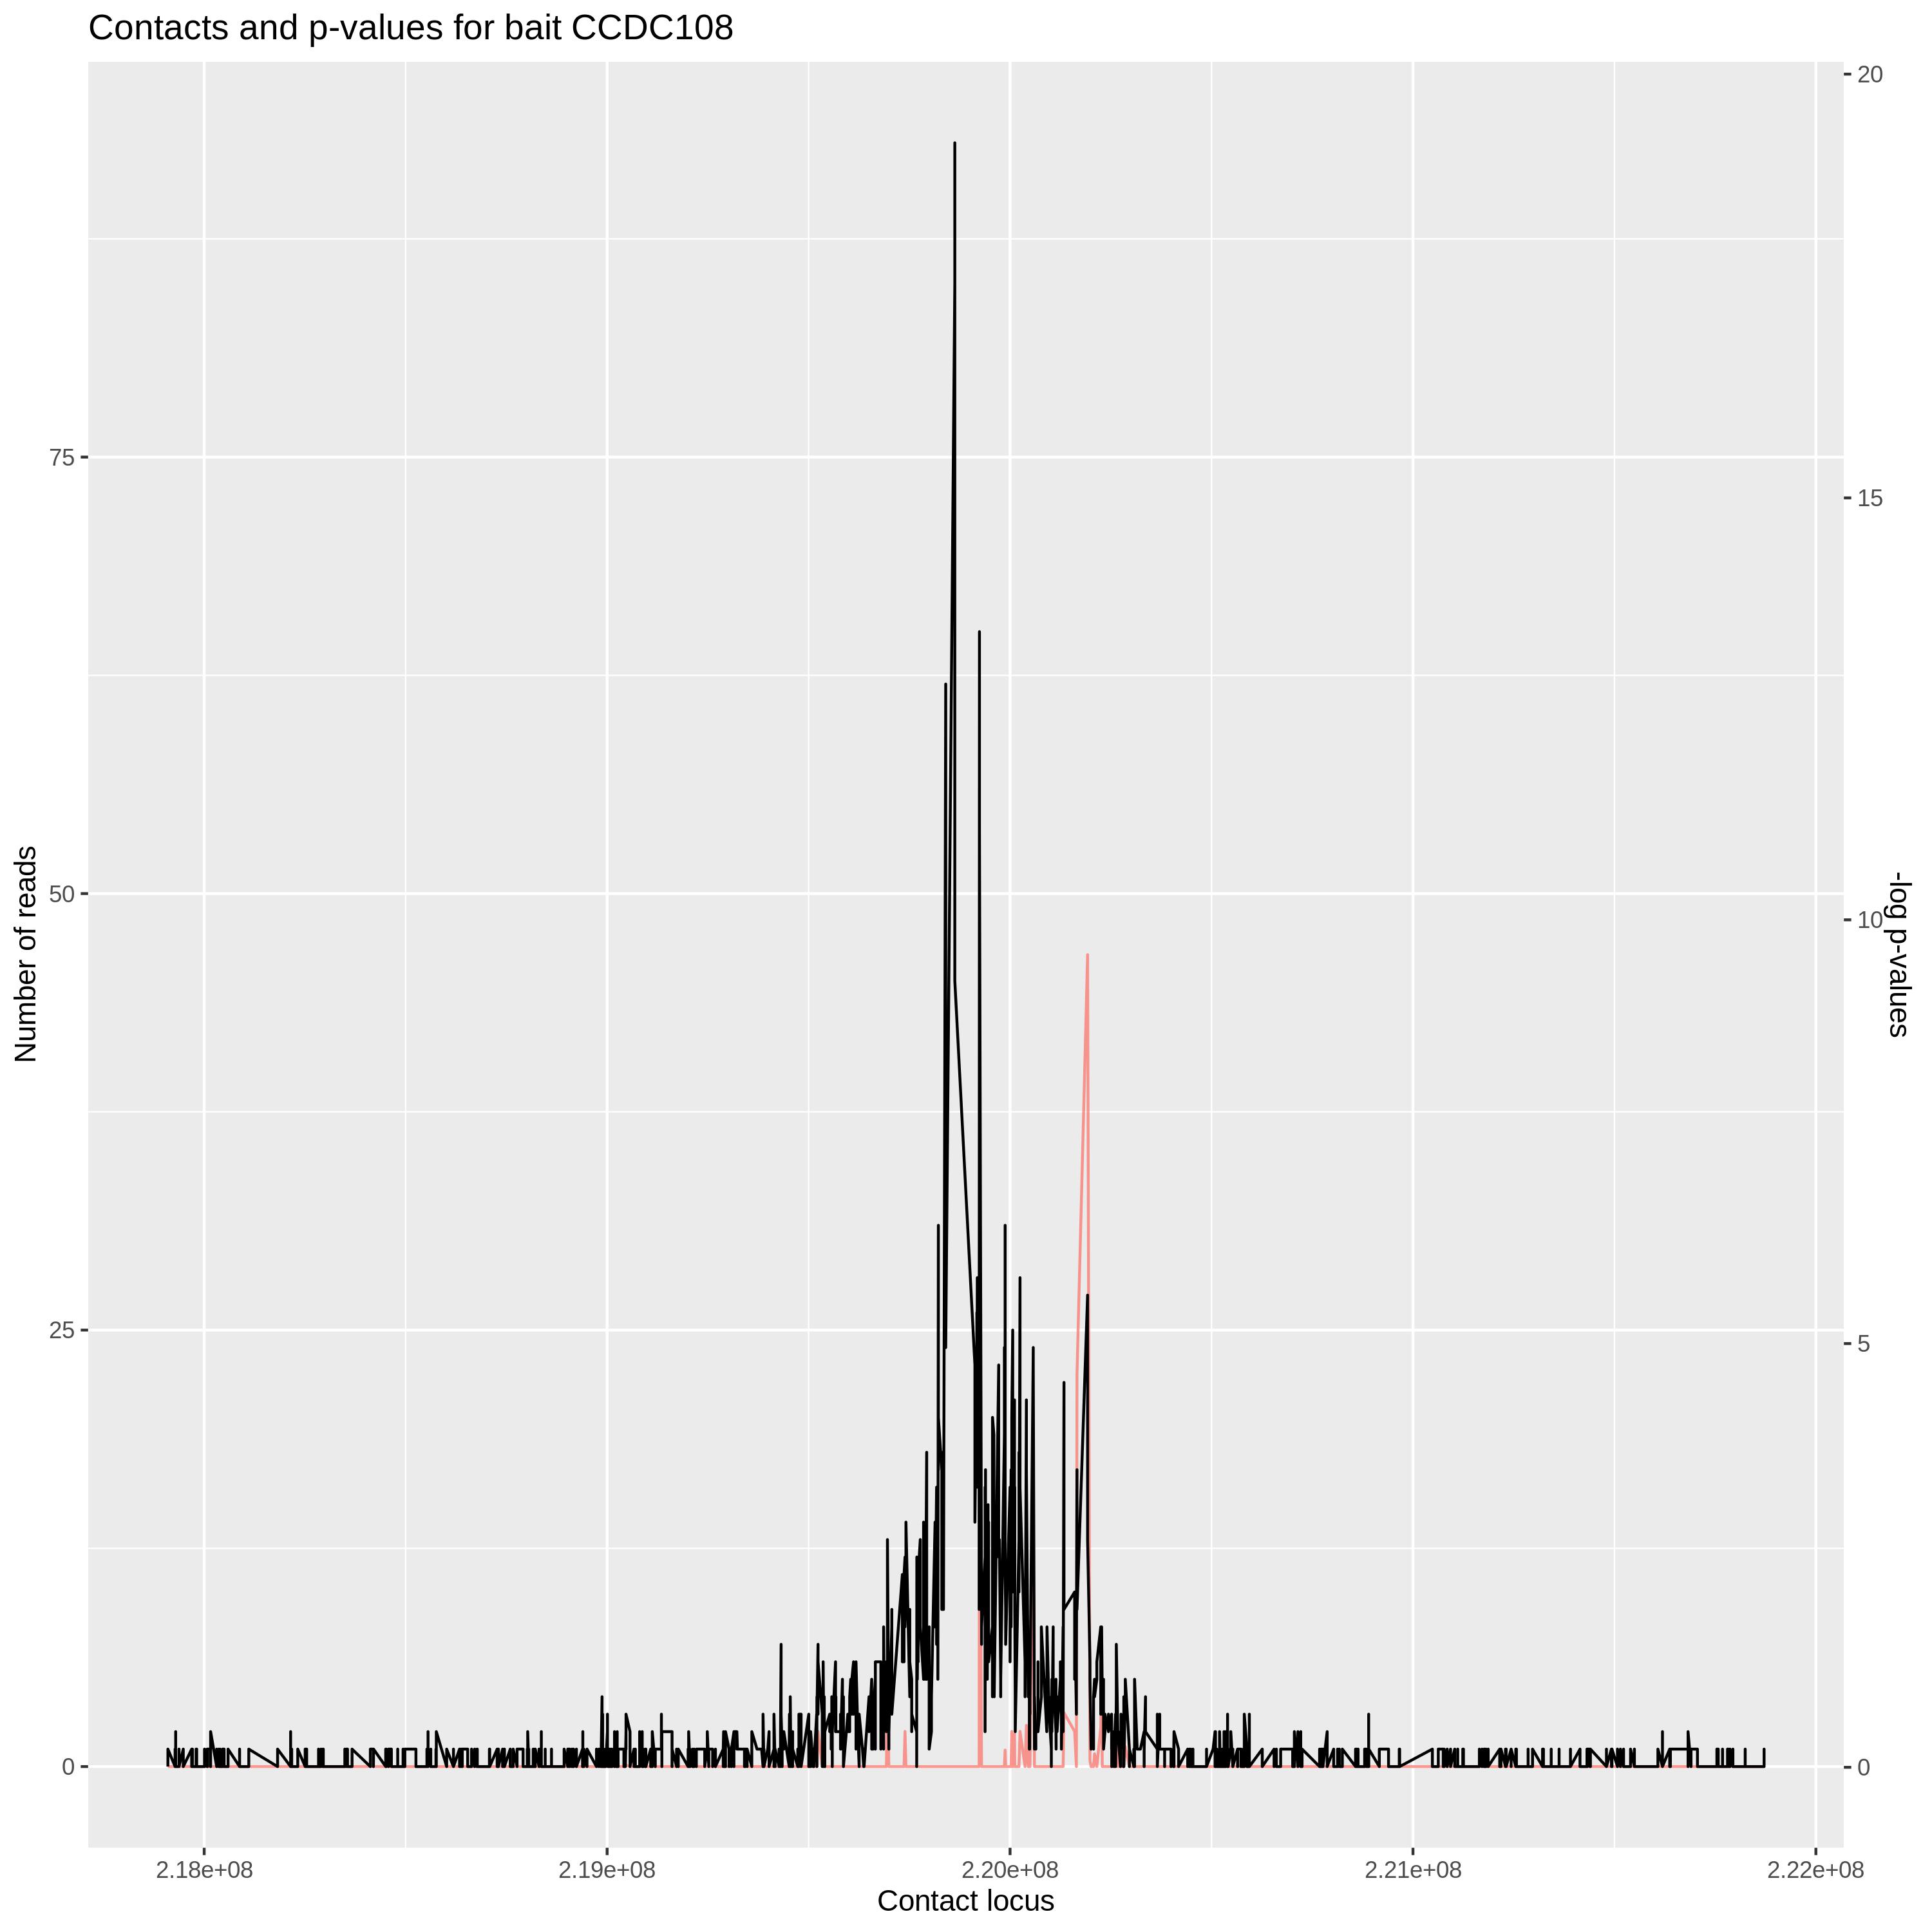 Contacts and p-values for bait CCDC108
20
75
15
Number of reads
50
10
-log p-values
25
5
0
0
2.18e+08
2.19e+08
2.20e+08
2.21e+08
2.22e+08
Contact locus